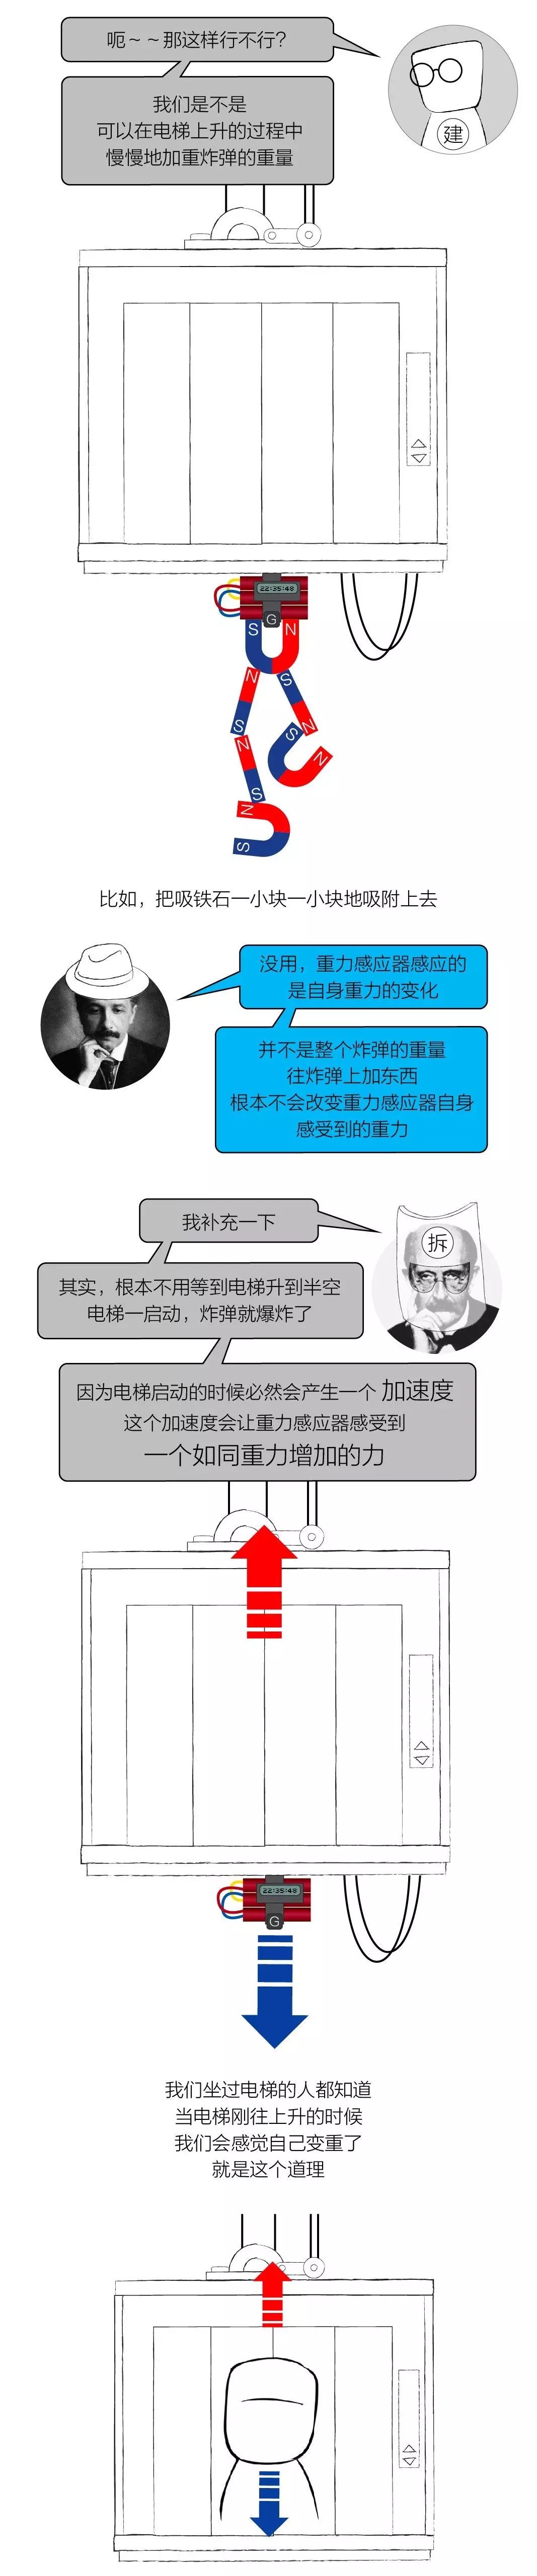 呃～～那这样行不行？
建
我们是不是
可以在电梯上升的过程中
慢慢地加重炸弹的重量
22:35:48
G
S N
N S
S N
S N
N
S
N
S
比如，把吸铁石一小块一小块地吸附上去
没用，重力感应器感应的
是自身重力的变化
并不是整个炸弹的重量
往炸弹上加东西
根本不会改变重力感应器自身
感受到的重力
我补充一下
拆
其实，根本不用等到电梯升到半空
电梯一启动，炸弹就爆炸了
因为电梯启动的时候必然会产生一个 加速度
这个加速度会让重力感应器感受到
一个如同重力增加的力
22:35:48
G
我们坐过电梯的人都知道
当电梯刚往上升的时候
我们会感觉自己变重了
就是这个道理